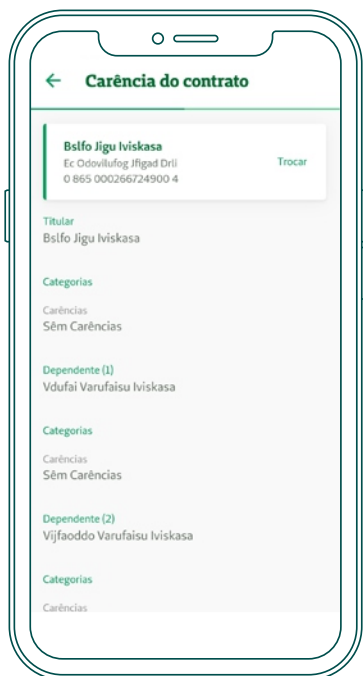 Carência do contrato
Bslfo Jigu Iviskasa
Ec Odovilufog Jfigad Drli
0 865 000266724900 4
Trocar
Titular
Bslfo Jigu Iviskasa
Categorias
Carências
Sêm Carências
Dependente (1)
Vdufai Varufaisu Iviskasa
Categorias
Carências
Sêm Carências
Dependente (2)
Vijfaoddo Varufaisu Iviskasa
Categorias
Carências